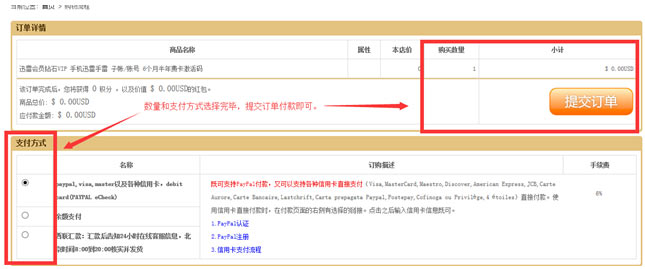 当前位置: 首页 > 购物流程
订单详情
商品名称 属性 本店价 购买数量 小计
迅雷会员钻石VIP 手机迅雷手雷 子帐/账号 6个月半年费卡激活码 0 1 $ 0.00USD
该订单完成后，您将获得 0 积分 ，以及价值 $ 0.00USD的红包。
商品总价: $ 0.00USD
应付款金额: $ 0.00USD
提交订单
数量和支付方式选择完毕，提交订单付款即可。
支付方式
名称 订购描述 手续费
paypal,visa,master以及各种信用卡，debit
card(PAYPAL eCheck)
既可支持PayPal付款，又可以支持各种信用卡直接付款（Visa,MasterCard,Maestro,Discover,American Express,JCB,Carte
Aurore,Carte Bancaire,Lastchrift,Carte prepagate Paypal,Postepay,Cofinoga ou Privilège,4 étoiles）直接付款。使
用信用卡直接付款时，在付款页面的右侧有选择的链接。点击之后输入信用卡信息既可。
1.PayPal认证
2.PayPal注册
3.信用卡支付流程
0%
余额支付
西联汇款：汇款后告知24小时在线客服信息，北
京时间8:00到20:00核实并发货